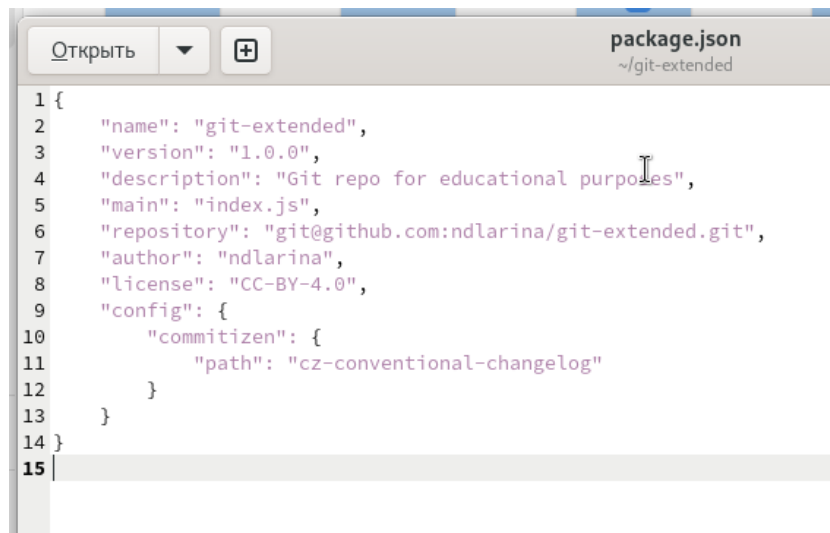 Открыть
package.json
~/git-extended
1 {
2     "name": "git-extended",
3     "version": "1.0.0",
4     "description": "Git repo for educational purposes",
5     "main": "index.js",
6     "repository": "git@github.com:ndlarina/git-extended.git",
7     "author": "ndlarina",
8     "license": "CC-BY-4.0",
9     "config": {
10         "commitizen": {
11             "path": "cz-conventional-changelog"
12         }
13     }
14 }
15